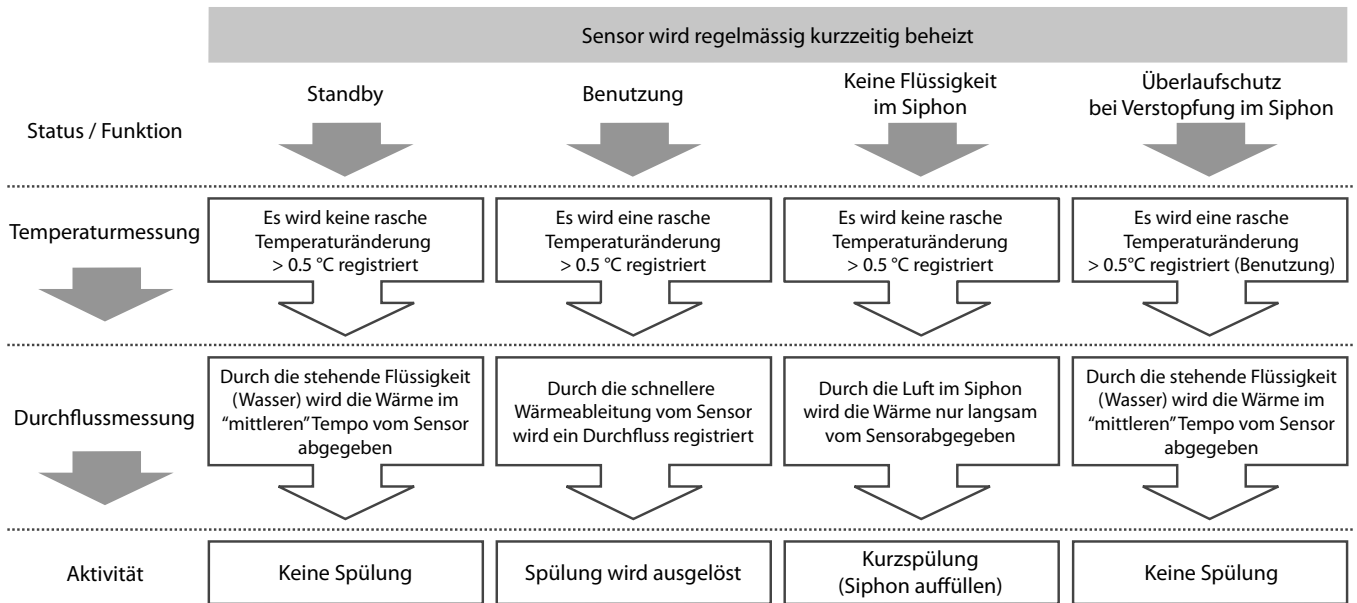 Sensor wird regelmässig kurzzeitig beheizt
Status / Funktion
Standby
Benutzung
Keine Flüssigkeit
im Siphon
Überlaufschutz
bei Verstopfung im Siphon
Temperaturmessung
Es wird keine rasche
Temperaturänderung
> 0.5 °C registriert
Es wird eine rasche
Temperaturänderung
> 0.5 °C registriert
Es wird keine rasche
Temperaturänderung
> 0.5 °C registriert
Es wird eine rasche
Temperaturänderung
> 0.5°C registriert (Benutzung)
Durchflussmessung
Durch die stehende Flüssigkeit
(Wasser) wird die Wärme im
“mittleren” Tempo vom Sensor
abgegeben
Durch die schnellere
Wärmeableitung vom Sensor
wird ein Durchfluss registriert
Durch die Luft im Siphon
wird die Wärme nur langsam
vom Sensorabgegeben
Durch die stehende Flüssigkeit
(Wasser) wird die Wärme im
“mittleren” Tempo vom Sensor
abgegeben
Aktivität
Keine Spülung
Spülung wird ausgelöst
Kurzspülung
(Siphon auffüllen)
Keine Spülung